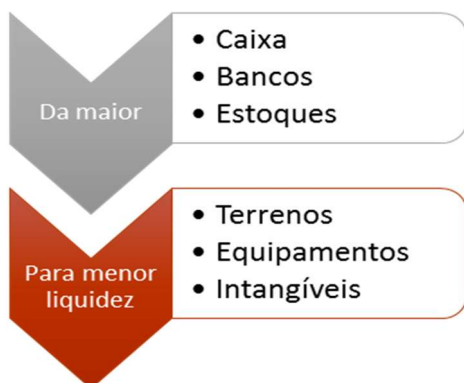 Da maior
• Caixa
• Bancos
• Estoques
Para menor
liquidez
• Terrenos
• Equipamentos
• Intangíveis